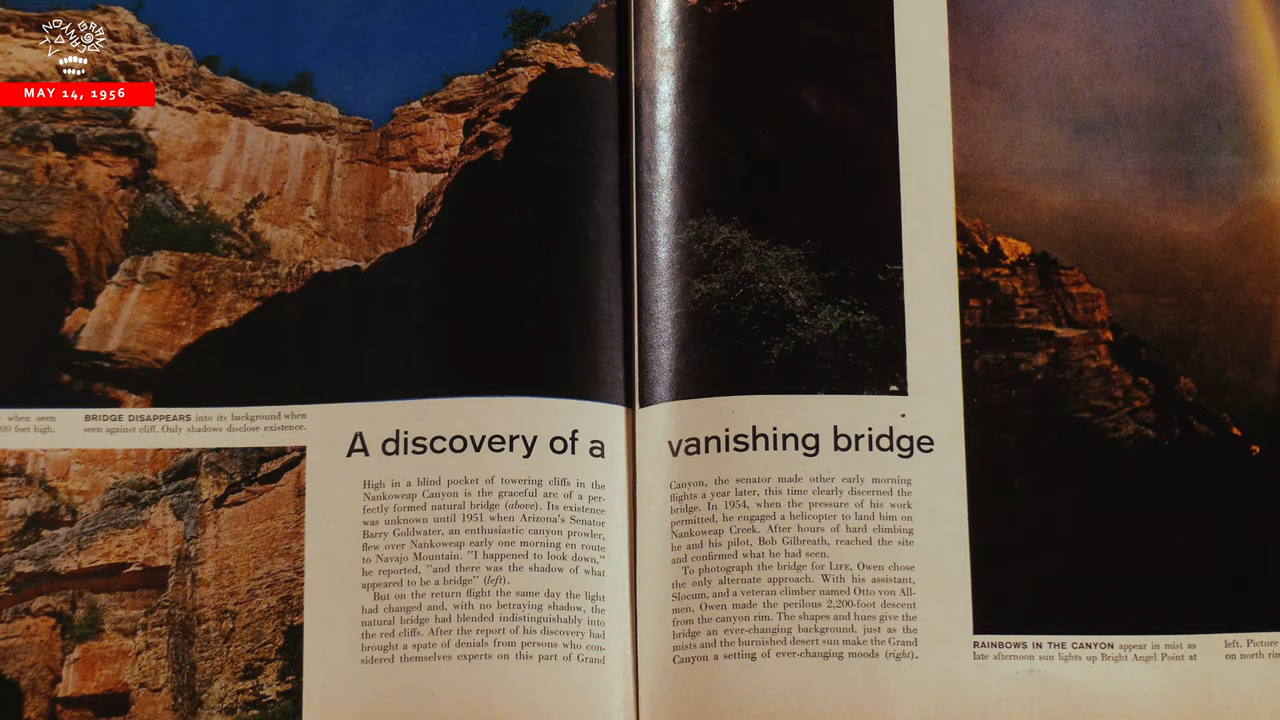 GRAND
CANYON
MAY 14, 1956
when seen
feet high.
BRIDGE DISAPPEARS into its background when
seen against cliff. Only shadows disclose existence.
A discovery of a vanishing bridge
High in a blind pocket of towering cliffs in the
Nankoweap Canyon is the graceful arc of a per-
fectly formed natural bridge (above). Its existence
was unknown until 1951 when Arizona's Senator
Barry Goldwater, an enthusiastic canyon prowler,
flew over Nankoweap early one morning en route
to Navajo Mountain. "I happened to look down,"
he reported, "and there was the shadow of what
appeared to be a bridge" (left).
But on the return flight the same day the light
had changed and, with no betraying shadow, the
natural bridge had blended indistinguishably into
the red cliffs. After the report of his discovery had
brought a spate of denials from persons who con-
sidered themselves experts on this part of Grand
Canyon, the senator made other early morning
flights a year later, this time clearly discerned the
bridge. In 1954, when the pressure of his work
permitted, he engaged a helicopter to land him on
Nankoweap Creek. After hours of hard climbing
he and his pilot, Bob Gilbreath, reached the site
and confirmed what he had seen.
To photograph the bridge for LIFE, Owen chose
the only alternate approach. With his assistant,
Slocum, and a veteran climber named Otto von All-
men, Owen made the perilous 2,200-foot descent
from the canyon rim. The shapes and hues give the
bridge an ever-changing background, just as the
mists and the burnished desert sun make the Grand
Canyon a setting of ever-changing moods (right).
RAINBOWS IN THE CANYON appear in mist as
late afternoon sun lights up Bright Angel Point at
left. Picture
on north rim